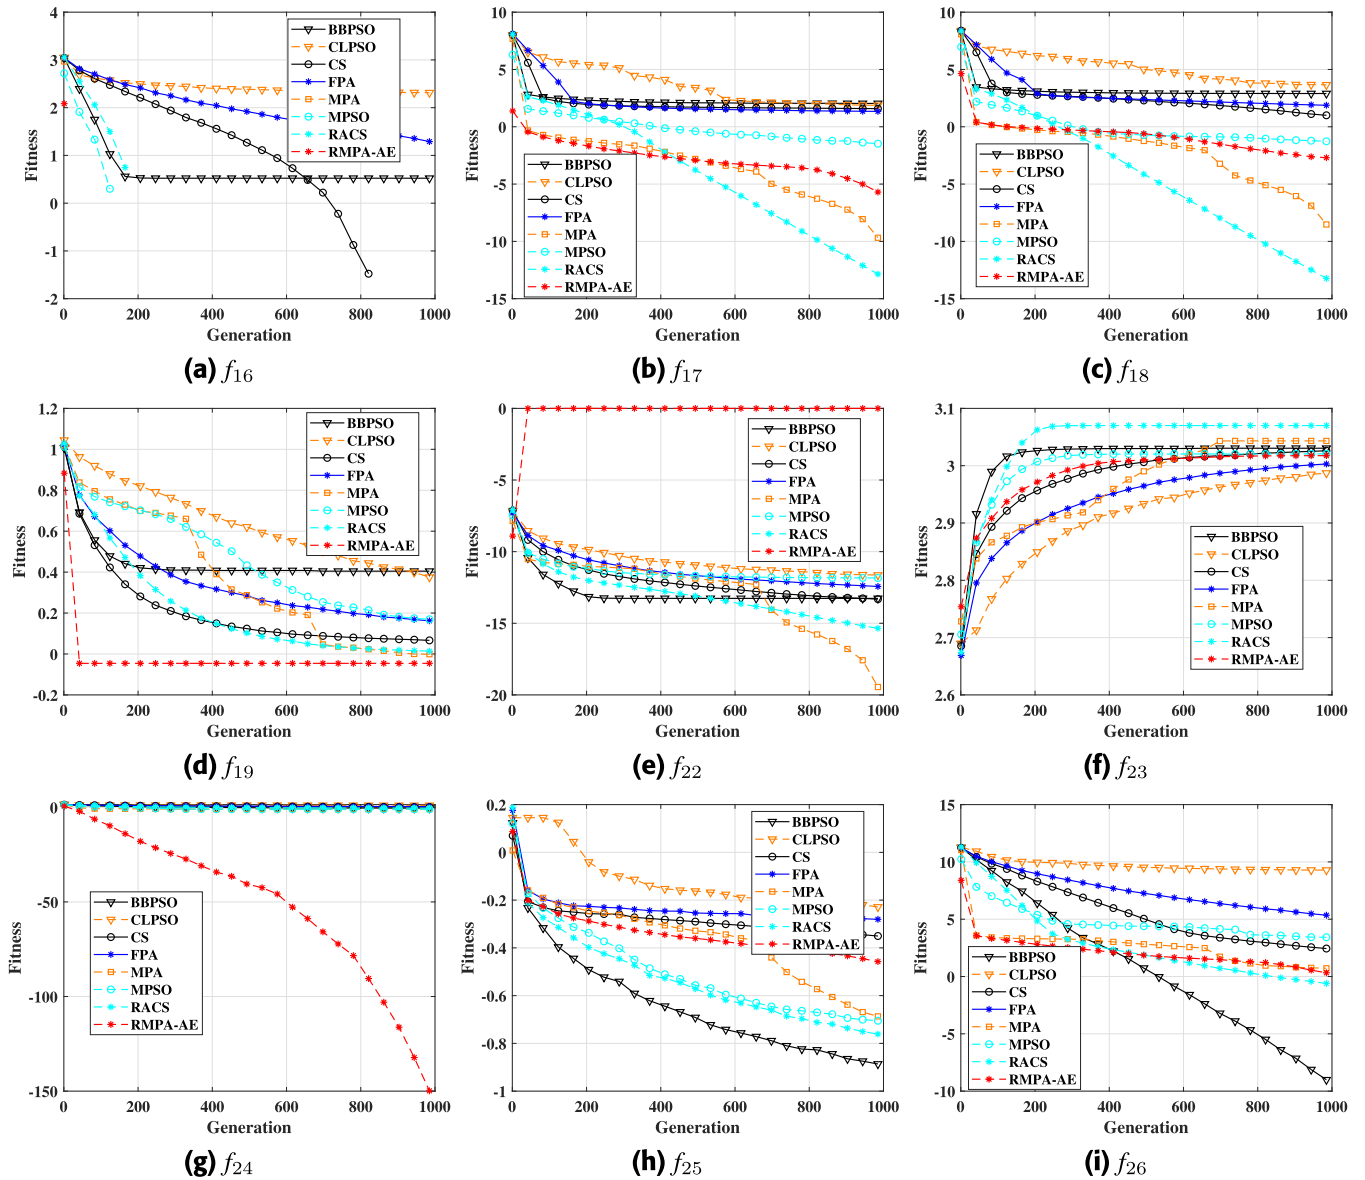 4
3
2
1
0
-1
-2
0 200 400 600 800 1000
Fitness
Generation
BBPSO
CLPSO
CS
FPA
MPA
MPSO
RACS
RMPA-AE
(a) f16
10
5
0
-5
-10
-15
0 200 400 600 800 1000
Fitness
Generation
BBPSO
CLPSO
CS
FPA
MPA
MPSO
RACS
RMPA-AE
(b) f17
10
5
0
-5
-10
-15
0 200 400 600 800 1000
Fitness
Generation
BBPSO
CLPSO
CS
FPA
MPA
MPSO
RACS
RMPA-AE
(c) f18
1.2
1
0.8
0.6
0.4
0.2
0
-0.2
0 200 400 600 800 1000
Fitness
Generation
BBPSO
CLPSO
CS
FPA
MPA
MPSO
RACS
RMPA-AE
(d) f19
0
-5
-10
-15
-20
0 200 400 600 800 1000
Fitness
Generation
BBPSO
CLPSO
CS
FPA
MPA
MPSO
RACS
RMPA-AE
(e) f22
3.1
3
2.9
2.8
2.7
2.6
0 200 400 600 800 1000
Fitness
Generation
BBPSO
CLPSO
CS
FPA
MPA
MPSO
RACS
RMPA-AE
(f) f23
0
-50
-100
-150
0 200 400 600 800 1000
Fitness
Generation
BBPSO
CLPSO
CS
FPA
MPA
MPSO
RACS
RMPA-AE
(g) f24
0.2
0
-0.2
-0.4
-0.6
-0.8
-1
0 200 400 600 800 1000
Fitness
Generation
BBPSO
CLPSO
CS
FPA
MPA
MPSO
RACS
RMPA-AE
(h) f25
15
10
5
0
-5
-10
0 200 400 600 800 1000
Fitness
Generation
BBPSO
CLPSO
CS
FPA
MPA
MPSO
RACS
RMPA-AE
(i) f26